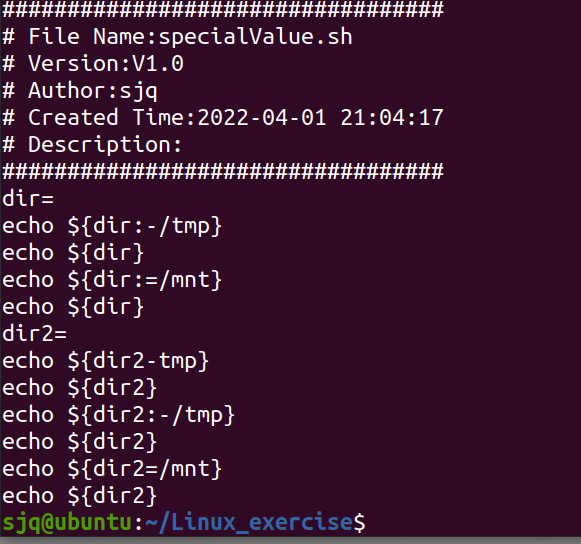 ##################################
# File Name:specialValue.sh
# Version:V1.0
# Author:sjq
# Created Time:2022-04-01 21:04:17
# Description:
##################################
dir=
echo ${dir:-/tmp}
echo ${dir}
echo ${dir:=/mnt}
echo ${dir}
dir2=
echo ${dir2-tmp}
echo ${dir2}
echo ${dir2:-/tmp}
echo ${dir2}
echo ${dir2=/mnt}
echo ${dir2}
sjq@ubuntu:~/Linux_exercise$